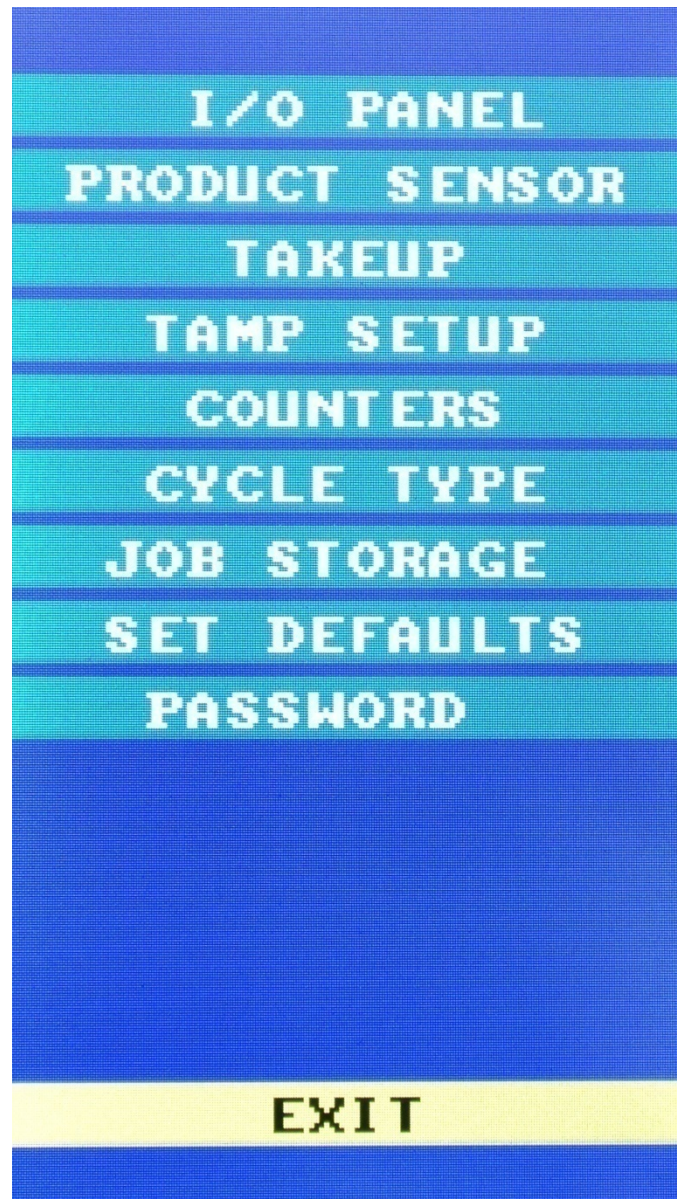 I/O PANEL
PRODUCT SENSOR
TAKEUP
TAMP SETUP
COUNTERS
CYCLE TYPE
JOB STORAGE
SET DEFAULTS
PASSWORD
EXIT